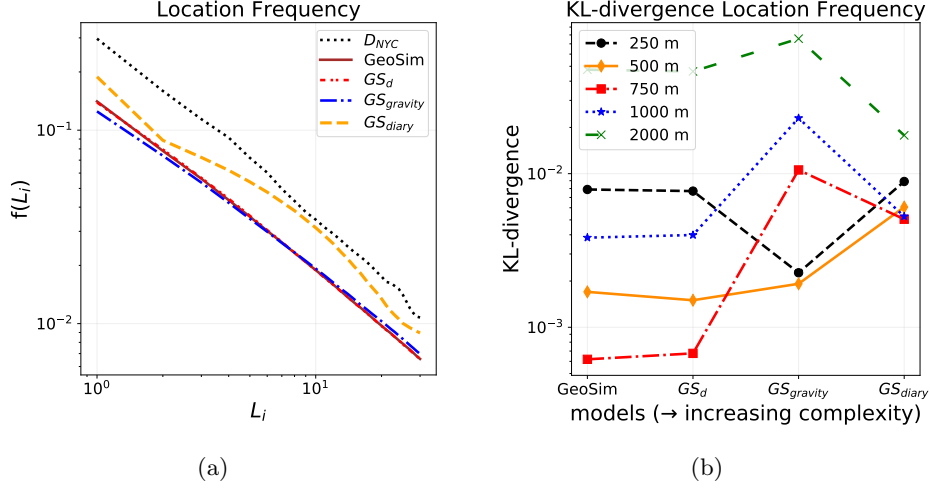 Location Frequency
D_NYC
GeoSim
GS_d
GS_gravity
GS_diary
f(L_i)
10^-1
10^-2
10^0
10^1
L_i
(a)
KL-divergence Location Frequency
250 m
500 m
750 m
1000 m
2000 m
KL-divergence
10^-2
10^-3
GeoSim
GS_d
GS_gravity
GS_diary
models (→ increasing complexity)
(b)